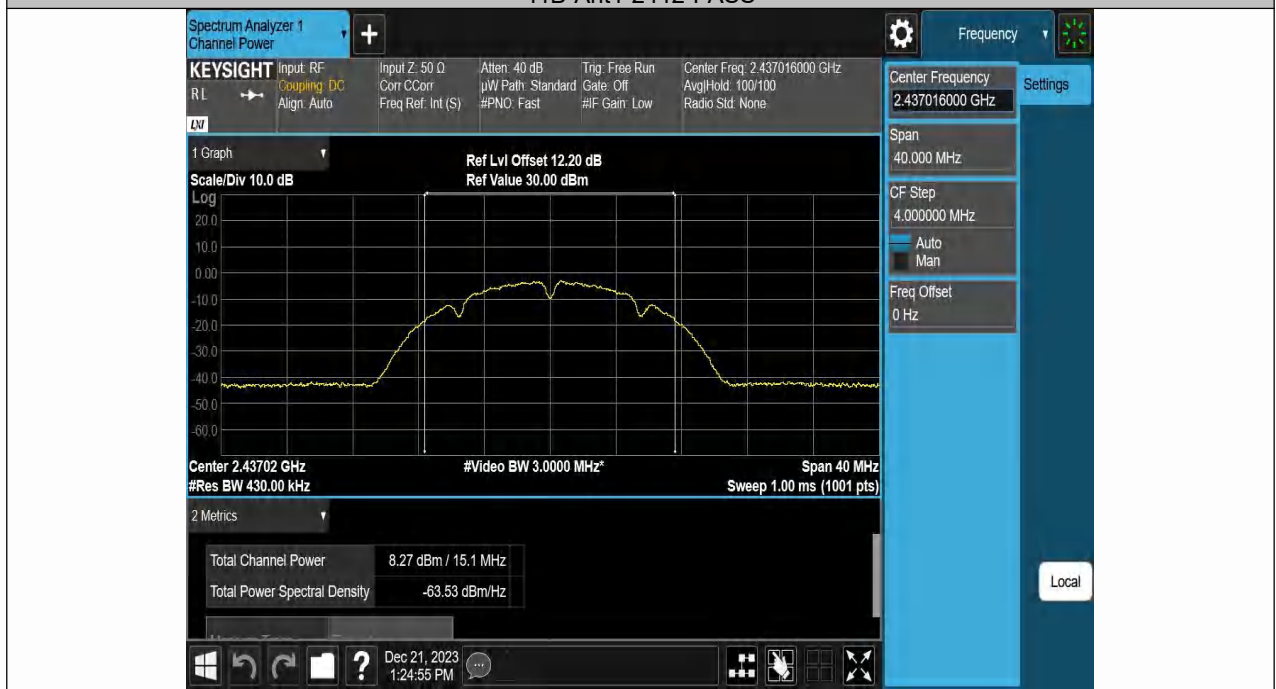 Spectrum Analyzer 1
Channel Power
+
Frequency
KEYSIGHT
RL
LXI
Input: RF
Coupling: DC
Align: Auto
Input Z: 50 Ω
Corr CCorr
Freq Ref: Int (S)
Atten: 40 dB
µW Path: Standard
#PNO: Fast
Trig: Free Run
Gate: Off
#IF Gain: Low
Center Freq: 2.437016000 GHz
Avg|Hold: 100/100
Radio Std: None
Center Frequency
2.437016000 GHz
Settings
Span
40.000 MHz
CF Step
4.000000 MHz
Auto
Man
Freq Offset
0 Hz
Local
1 Graph
Scale/Div 10.0 dB
Ref Lvl Offset 12.20 dB
Ref Value 30.00 dBm
Log
20.0
10.0
0.00
-10.0
-20.0
-30.0
-40.0
-50.0
-60.0
Center 2.43702 GHz
#Res BW 430.00 kHz
#Video BW 3.0000 MHz*
Span 40 MHz
Sweep 1.00 ms (1001 pts)
2 Metrics
Total Channel Power 8.27 dBm / 15.1 MHz
Total Power Spectral Density -63.53 dBm/Hz
?
Dec 21, 2023
1:24:55 PM